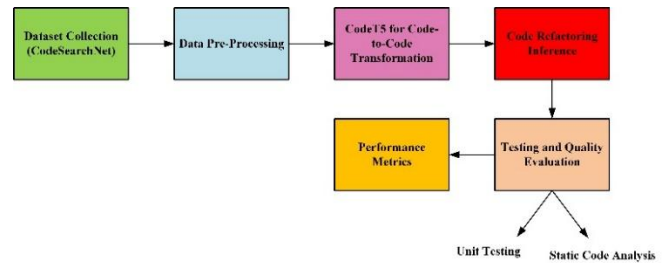 Dataset Collection
(CodeSearchNet)
Data Pre-Processing
CodeT5 for Code-
to-Code
Transformation
Code Refactoring
Inference
Performance
Metrics
Testing and Quality
Evaluation
Unit Testing
Static Code Analysis